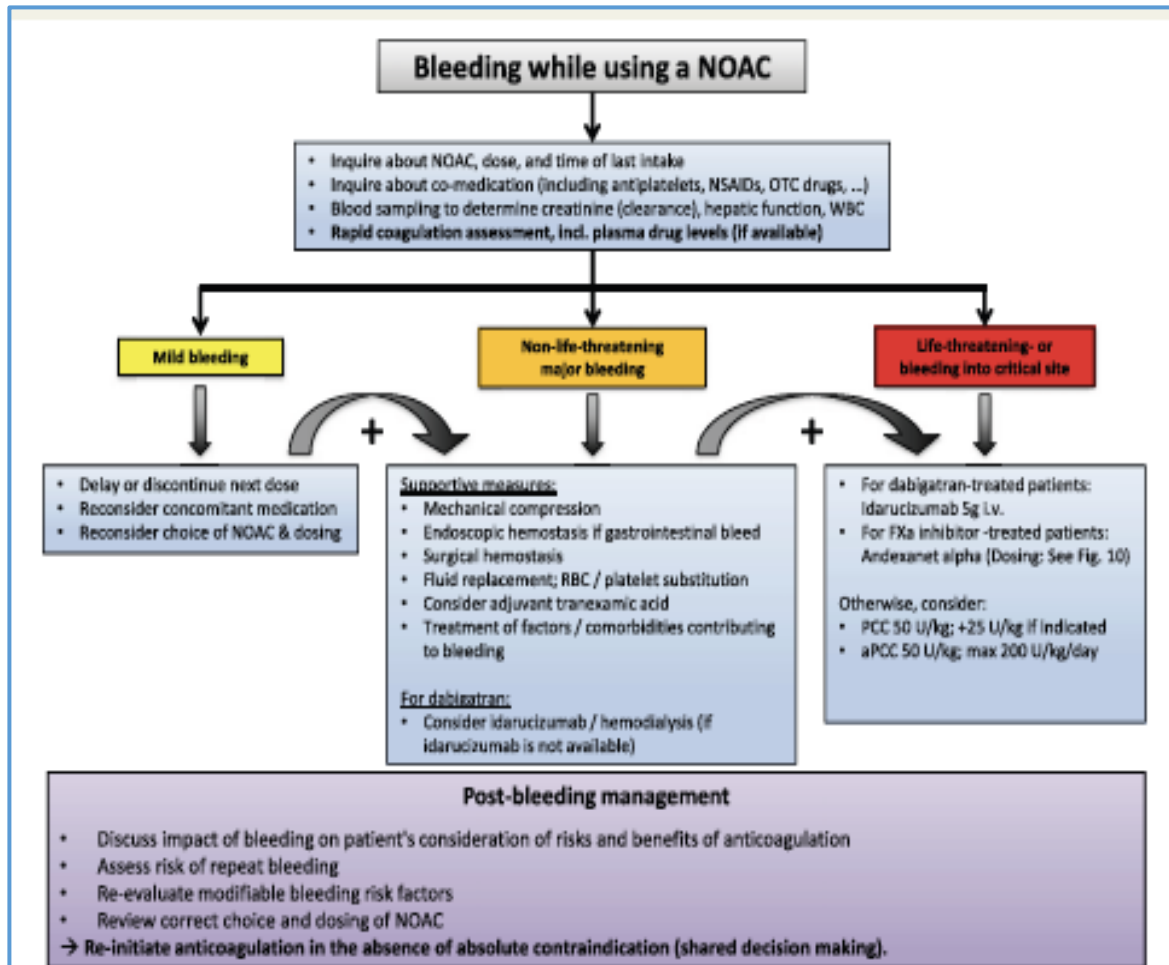 Bleeding while using a NOAC
• Inquire about NOAC, dose, and time of last intake
• Inquire about co-medication (including antiplatelets, NSAIDs, OTC drugs, ...)
• Blood sampling to determine creatinine (clearance), hepatic function, WBC
• Rapid coagulation assessment, incl. plasma drug levels (if available)
Mild bleeding
Non-life-threatening
major bleeding
Life-threatening- or
bleeding into critical site
+
+
• Delay or discontinue next dose
• Reconsider concomitant medication
• Reconsider choice of NOAC & dosing
Supportive measures:
• Mechanical compression
• Endoscopic hemostasis if gastrointestinal bleed
• Surgical hemostasis
• Fluid replacement; RBC / platelet substitution
• Consider adjuvant tranexamic acid
• Treatment of factors / comorbidities contributing
to bleeding
For dabigatran:
• Consider idarucizumab / hemodialysis (if
idarucizumab is not available)
• For dabigatran-treated patients:
Idarucizumab 5g i.v.
• For FXa inhibitor -treated patients:
Andexanet alpha (Dosing: See Fig. 10)
Otherwise, consider:
• PCC 50 U/kg; +25 U/kg if indicated
• aPCC 50 U/kg; max 200 U/kg/day
Post-bleeding management
• Discuss impact of bleeding on patient's consideration of risks and benefits of anticoagulation
• Assess risk of repeat bleeding
• Re-evaluate modifiable bleeding risk factors
• Review correct choice and dosing of NOAC
→ Re-initiate anticoagulation in the absence of absolute contraindication (shared decision making).